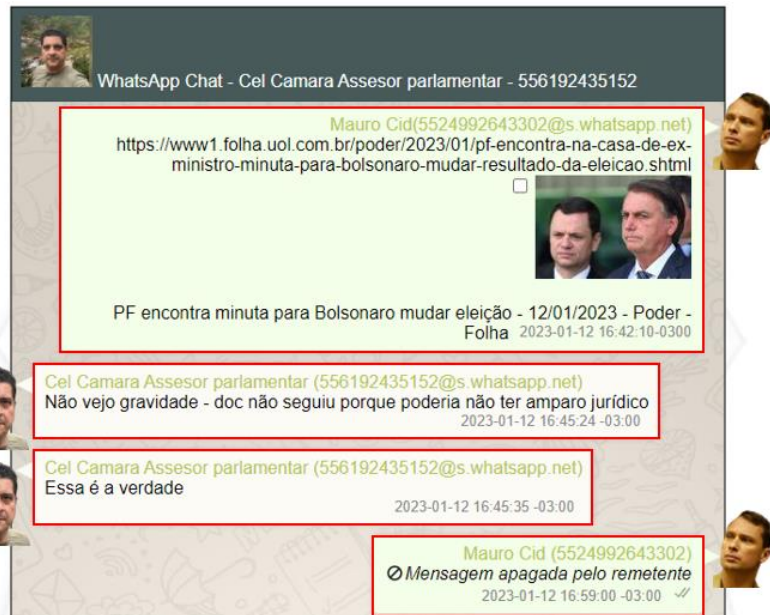 WhatsApp Chat - Cel Camara Assesor parlamentar - 556192435152
Mauro Cid(5524992643302@s.whatsapp.net)
https://www1.folha.uol.com.br/poder/2023/01/pf-encontra-na-casa-de-ex-
ministro-minuta-para-bolsonaro-mudar-resultado-da-eleicao.shtml
PF encontra minuta para Bolsonaro mudar eleição - 12/01/2023 - Poder -
Folha 2023-01-12 16:42:10-0300
Cel Camara Assesor parlamentar (556192435152@s.whatsapp.net)
Não vejo gravidade - doc não seguiu porque poderia não ter amparo jurídico
2023-01-12 16:45:24 -03:00
Cel Camara Assesor parlamentar (556192435152@s.whatsapp.net)
Essa é a verdade
2023-01-12 16:45:35 -03:00
Mauro Cid (5524992643302)
Mensagem apagada pelo remetente
2023-01-12 16:59:00 -03:00